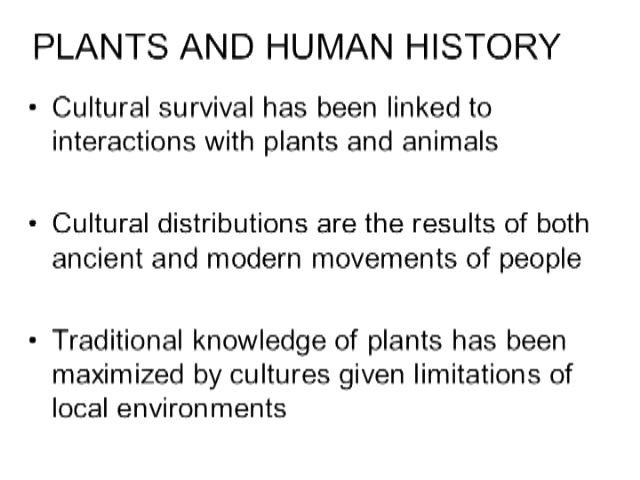 PLANTS AND HUMAN HISTORY
• Cultural survival has been linked to
interactions with plants and animals
• Cultural distributions are the results of both
ancient and modern movements of people
• Traditional knowledge of plants has been
maximized by cultures given limitations of
local environments